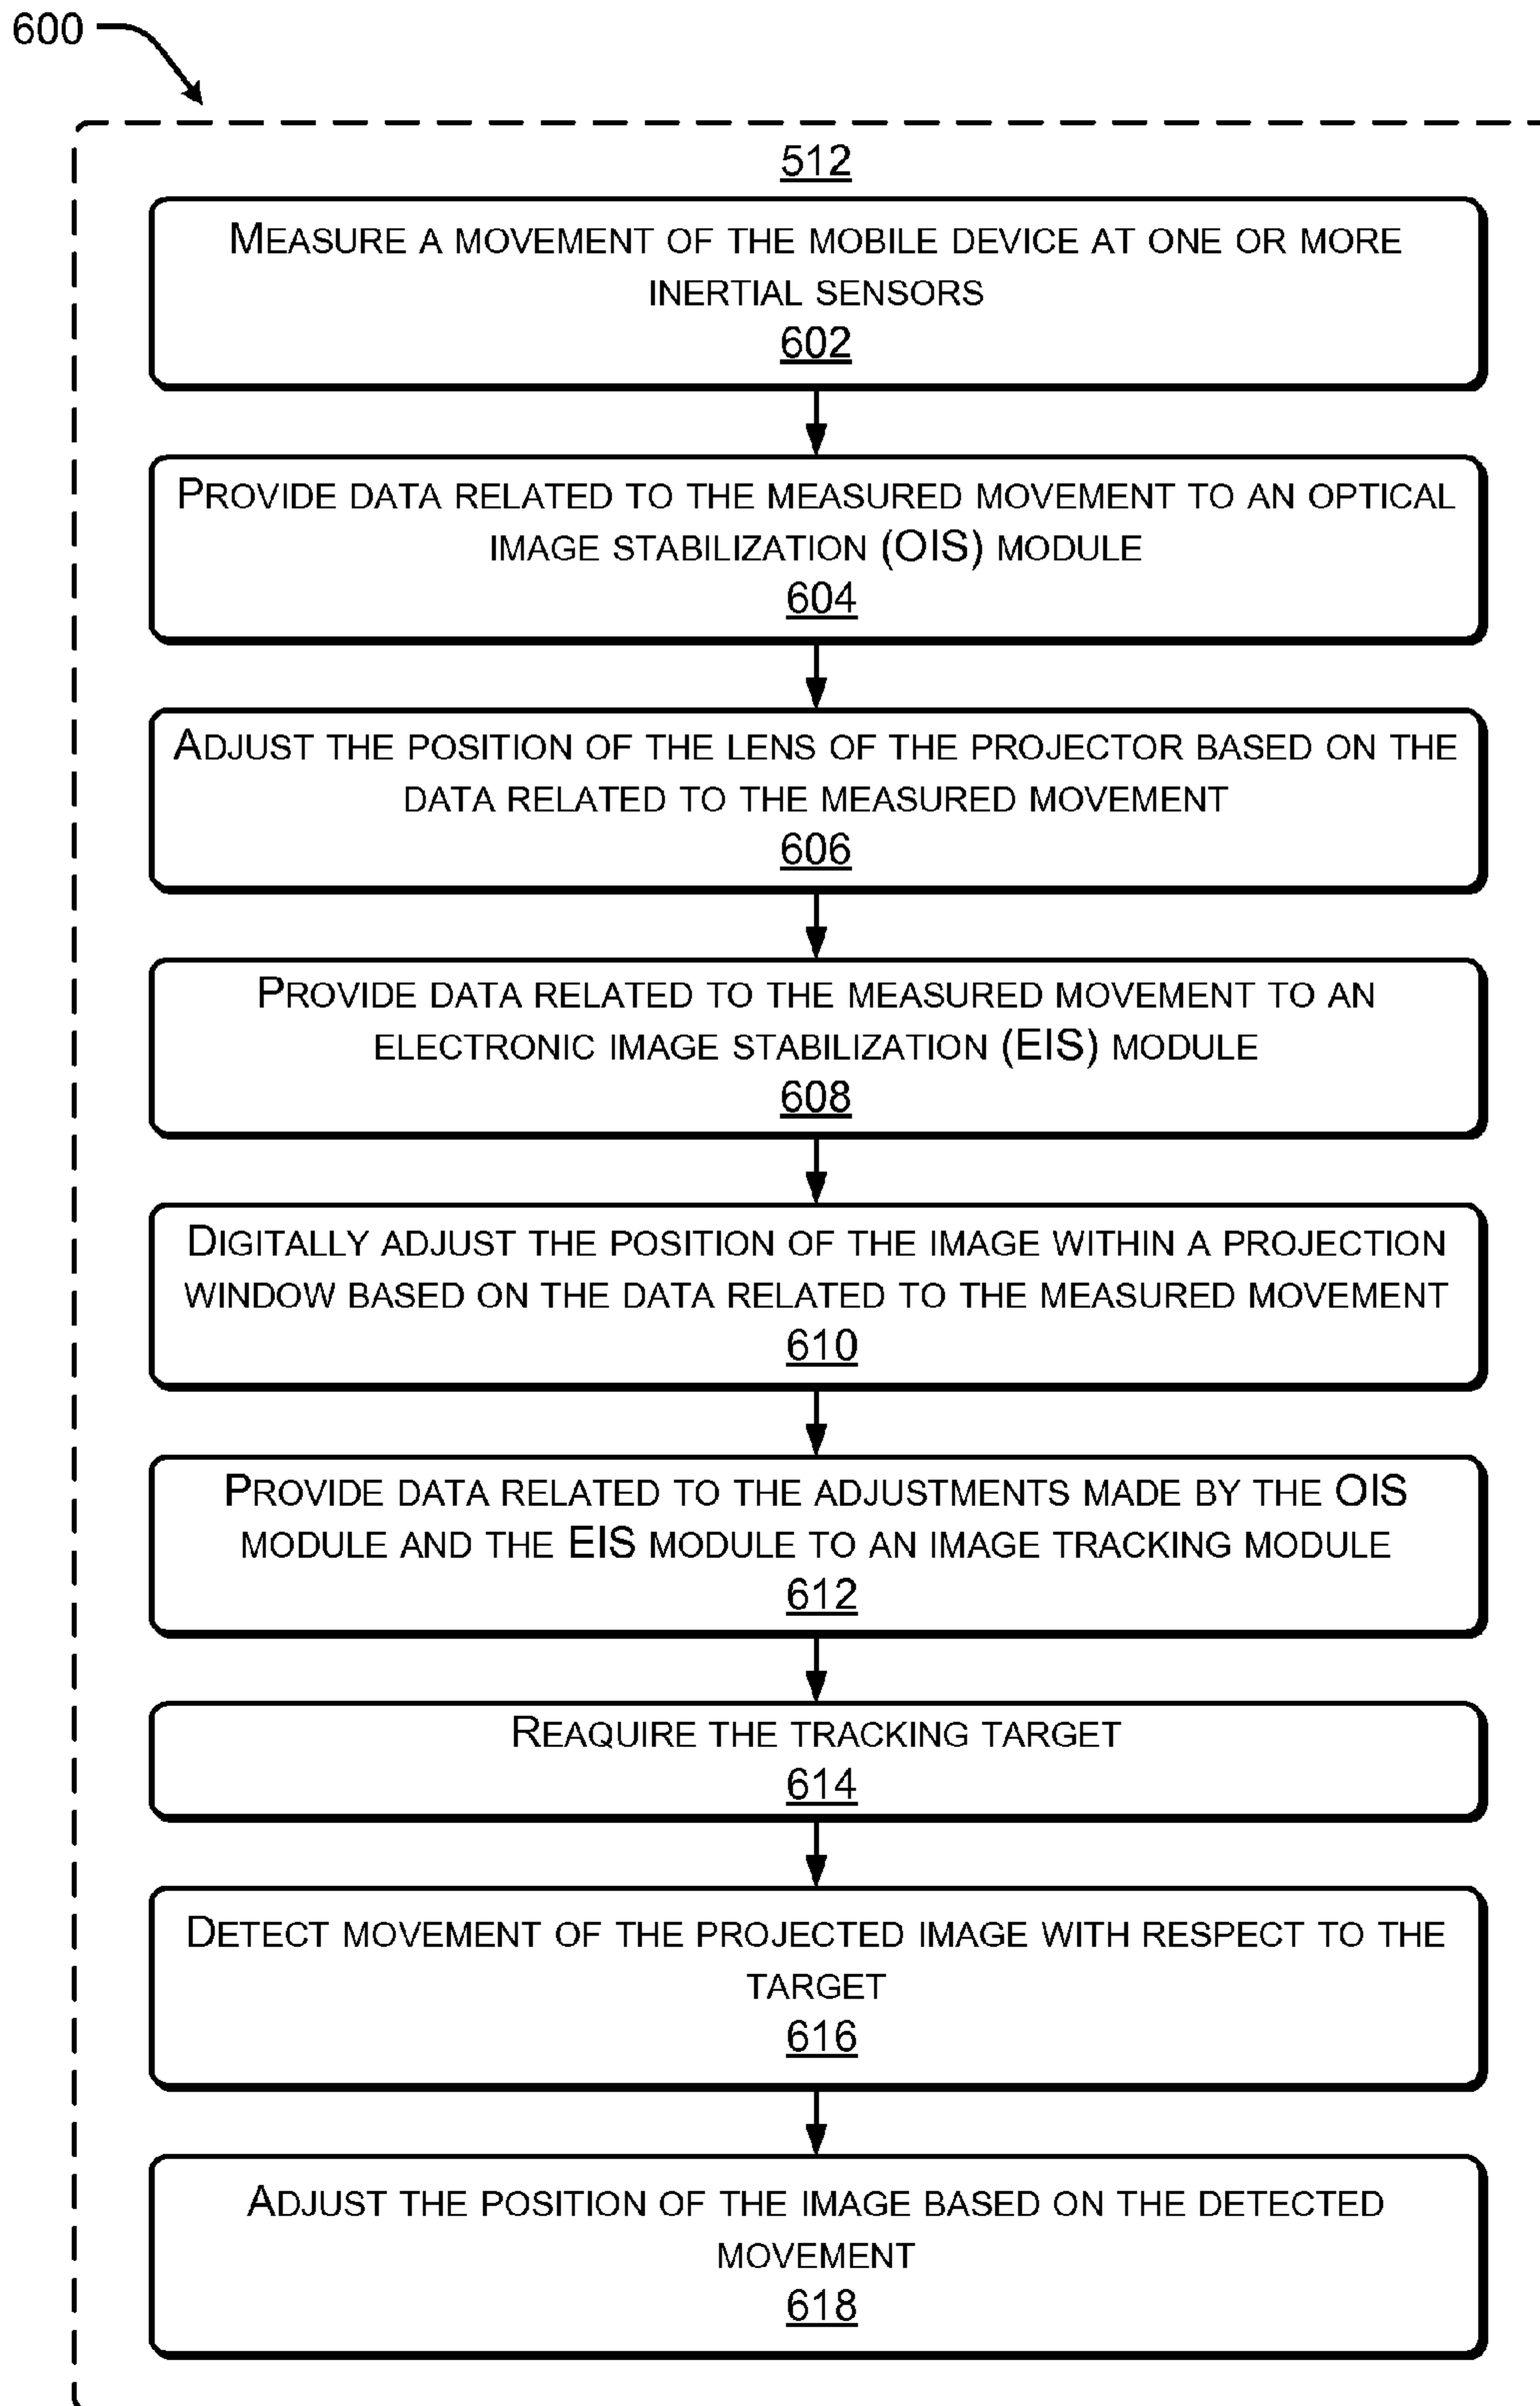 600
512
MEASURE A MOVEMENT OF THE MOBILE DEVICE AT ONE OR MORE
INERTIAL SENSORS
602
PROVIDE DATA RELATED TO THE MEASURED MOVEMENT TO AN OPTICAL
IMAGE STABILIZATION (OIS) MODULE
604
ADJUST THE POSITION OF THE LENS OF THE PROJECTOR BASED ON THE
DATA RELATED TO THE MEASURED MOVEMENT
606
PROVIDE DATA RELATED TO THE MEASURED MOVEMENT TO AN
ELECTRONIC IMAGE STABILIZATION (EIS) MODULE
608
DIGITALLY ADJUST THE POSITION OF THE IMAGE WITHIN A PROJECTION
WINDOW BASED ON THE DATA RELATED TO THE MEASURED MOVEMENT
610
PROVIDE DATA RELATED TO THE ADJUSTMENTS MADE BY THE OIS
MODULE AND THE EIS MODULE TO AN IMAGE TRACKING MODULE
612
REAQUIRE THE TRACKING TARGET
614
DETECT MOVEMENT OF THE PROJECTED IMAGE WITH RESPECT TO THE
TARGET
616
ADJUST THE POSITION OF THE IMAGE BASED ON THE DETECTED
MOVEMENT
618